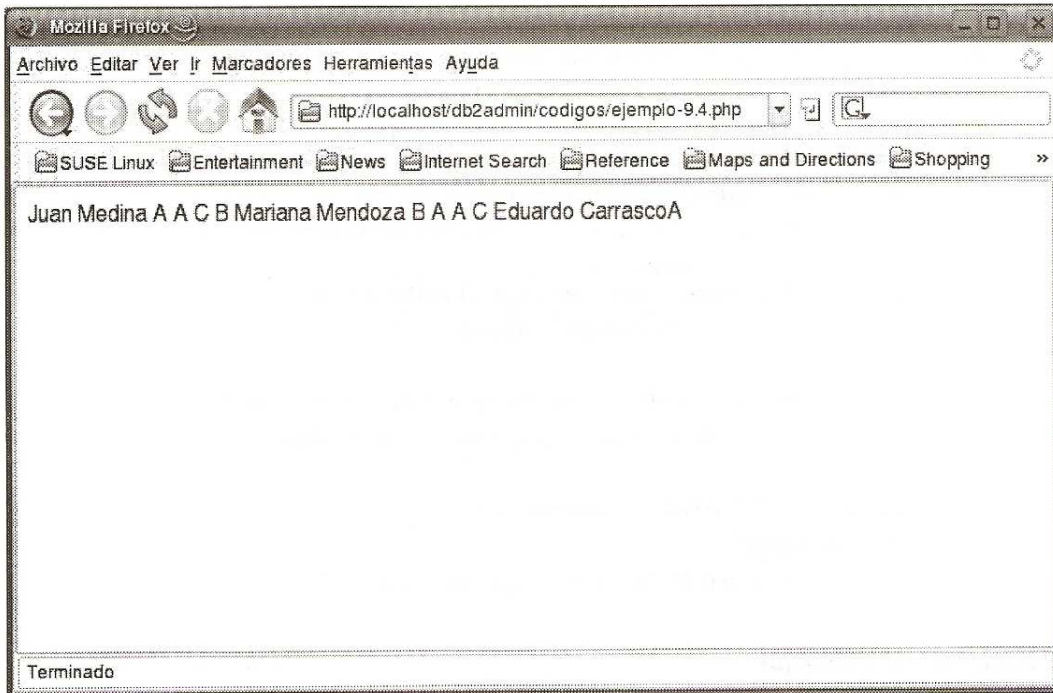 Mozilla Firefox
Archivo Editar Ver Ir Marcadores Herramientas Ayuda
http://localhost/db2admin/codigos/ejemplo-9.4.php G
SUSE Linux Entertainment News Internet Search Reference Maps and Directions Shopping »
Juan Medina A A C B Mariana Mendoza B A A C Eduardo CarrascoA
Terminado